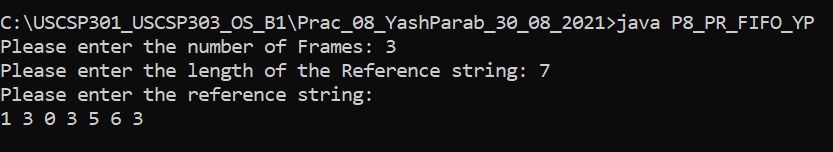 C:\USCSP301_USCSP303_OS_B1\Prac_08_YashParab_30_08_2021>java P8_PR_FIFO_YP
Please enter the number of Frames: 3
Please enter the length of the Reference string: 7
Please enter the reference string:
1 3 0 3 5 6 3